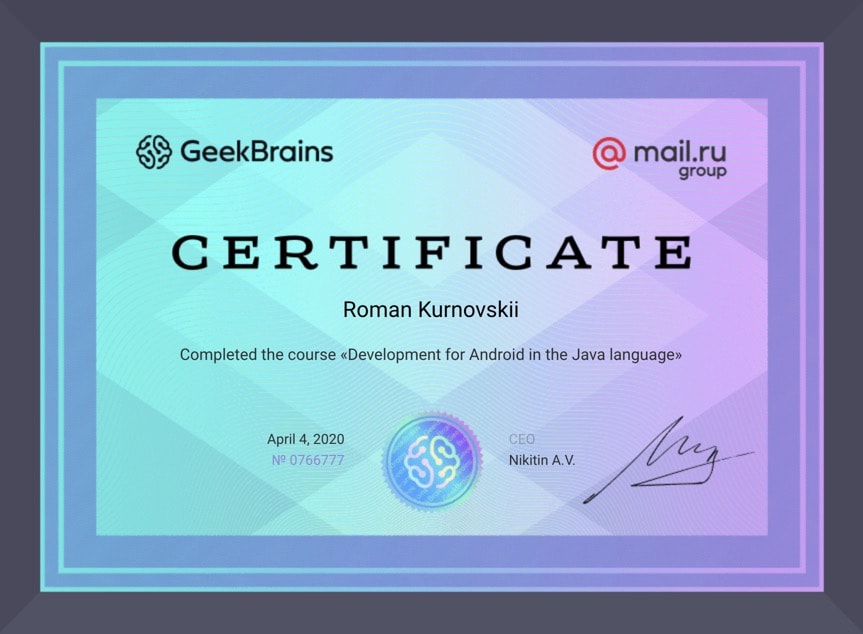 GeekBrains
@mail.ru
group
CERTIFICATE
Roman Kurnovskii
Completed the course «Development for Android in the Java language»
April 4, 2020
№ 0766777
CEO
Nikitin A.V.